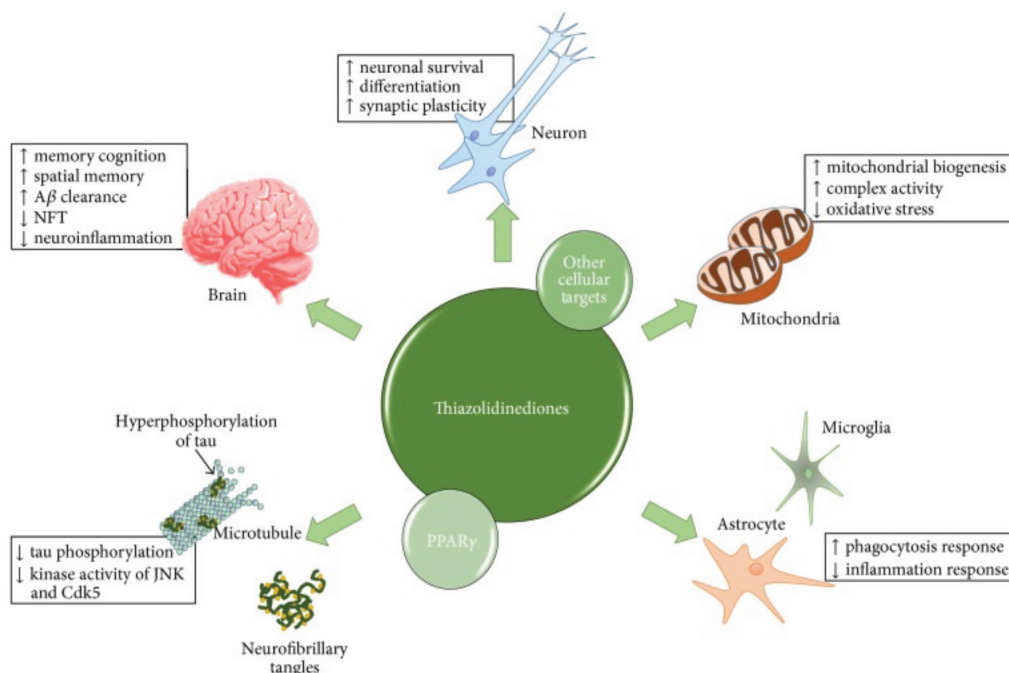 ↑ neuronal survival
↑ differentiation
↑ synaptic plasticity
Neuron
↑ memory cognition
↑ spatial memory
↑ Aβ clearance
↓ NFT
↓ neuroinflammation
Brain
↑ mitochondrial biogenesis
↑ complex activity
↓ oxidative stress
Mitochondria
Other
cellular
targets
Thiazolidinediones
PPARγ
Hyperphosphorylation
of tau
Microtubule
↓ tau phosphorylation
↓ kinase activity of JNK
and Cdk5
Neurofibrillary
tangles
Microglia
Astrocyte
↑ phagocytosis response
↓ inflammation response